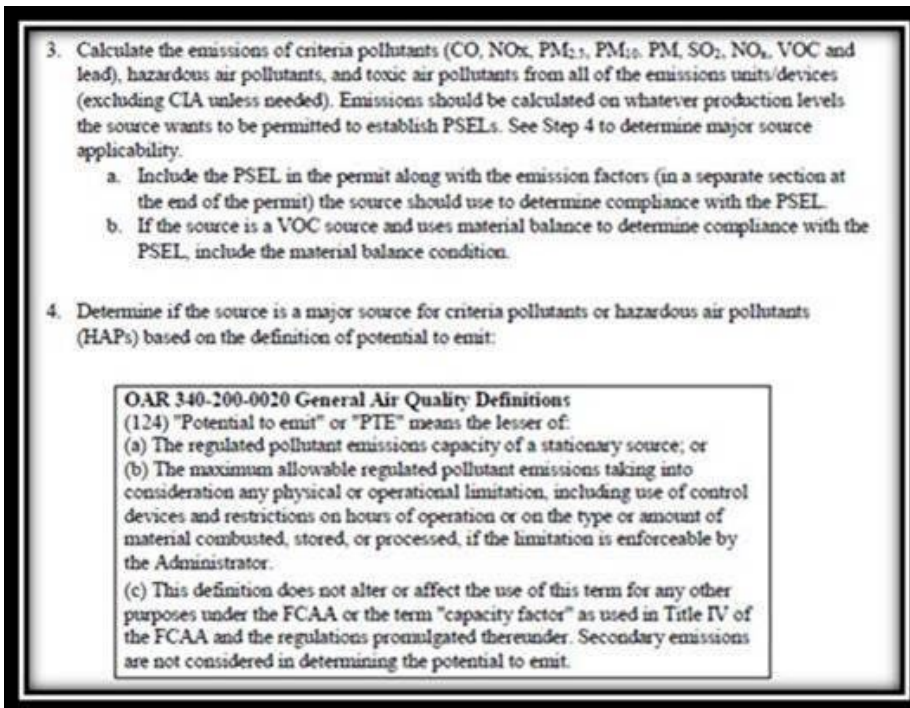 3. Calculate the emissions of criteria pollutants (CO, NOx, PM2.5, PM10, PM, SO2, NOx, VOC and
lead), hazardous air pollutants, and toxic air pollutants from all of the emissions units/devices
(excluding CIA unless needed). Emissions should be calculated on whatever production levels
the source wants to be permitted to establish PSELs. See Step 4 to determine major source
applicability.
a. Include the PSEL in the permit along with the emission factors (in a separate section at
the end of the permit) the source should use to determine compliance with the PSEL.
b. If the source is a VOC source and uses material balance to determine compliance with the
PSEL, include the material balance condition.
4. Determine if the source is a major source for criteria pollutants or hazardous air pollutants
(HAPs) based on the definition of potential to emit:
OAR 340-200-0020 General Air Quality Definitions
(124) "Potential to emit" or "PTE" means the lesser of:
(a) The regulated pollutant emissions capacity of a stationary source; or
(b) The maximum allowable regulated pollutant emissions taking into
consideration any physical or operational limitation, including use of control
devices and restrictions on hours of operation or on the type or amount of
material combusted, stored, or processed, if the limitation is enforceable by
the Administrator.
(c) This definition does not alter or affect the use of this term for any other
purposes under the FCAA or the term "capacity factor" as used in Title IV of
the FCAA and the regulations promulgated thereunder. Secondary emissions
are not considered in determining the potential to emit.